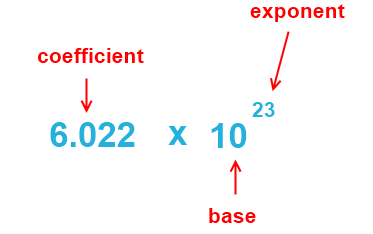 exponent
coefficient
6.022 x 10^23
base